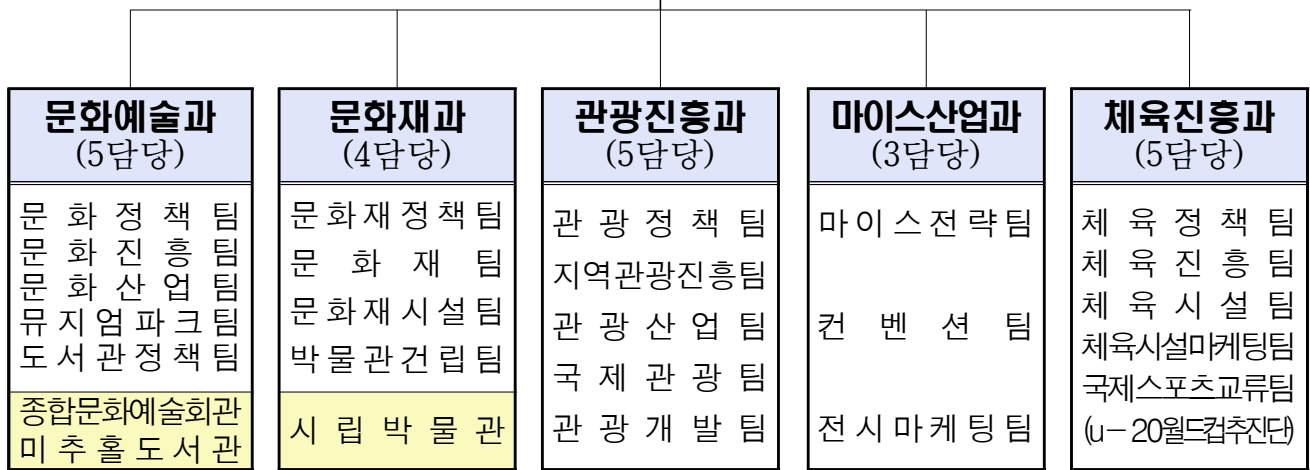 문화예술과
(5담당)
문화정책팀
문화진흥팀
문화산업팀
뮤지엄파크팀
도서관정책팀
종합문화예술회관
미추홀도서관
문화재과
(4담당)
문화재정책팀
문화재팀
문화재시설팀
박물관건립팀
시립박물관
관광진흥과
(5담당)
관광정책팀
지역관광진흥팀
관광산업팀
국제관광팀
관광개발팀
마이스산업과
(3담당)
마이스전략팀
컨벤션팀
전시마케팅팀
체육진흥과
(5담당)
체육정책팀
체육진흥팀
체육시설팀
체육시설마케팅팀
국제스포츠교류팀
(u-20월드컵추진단)